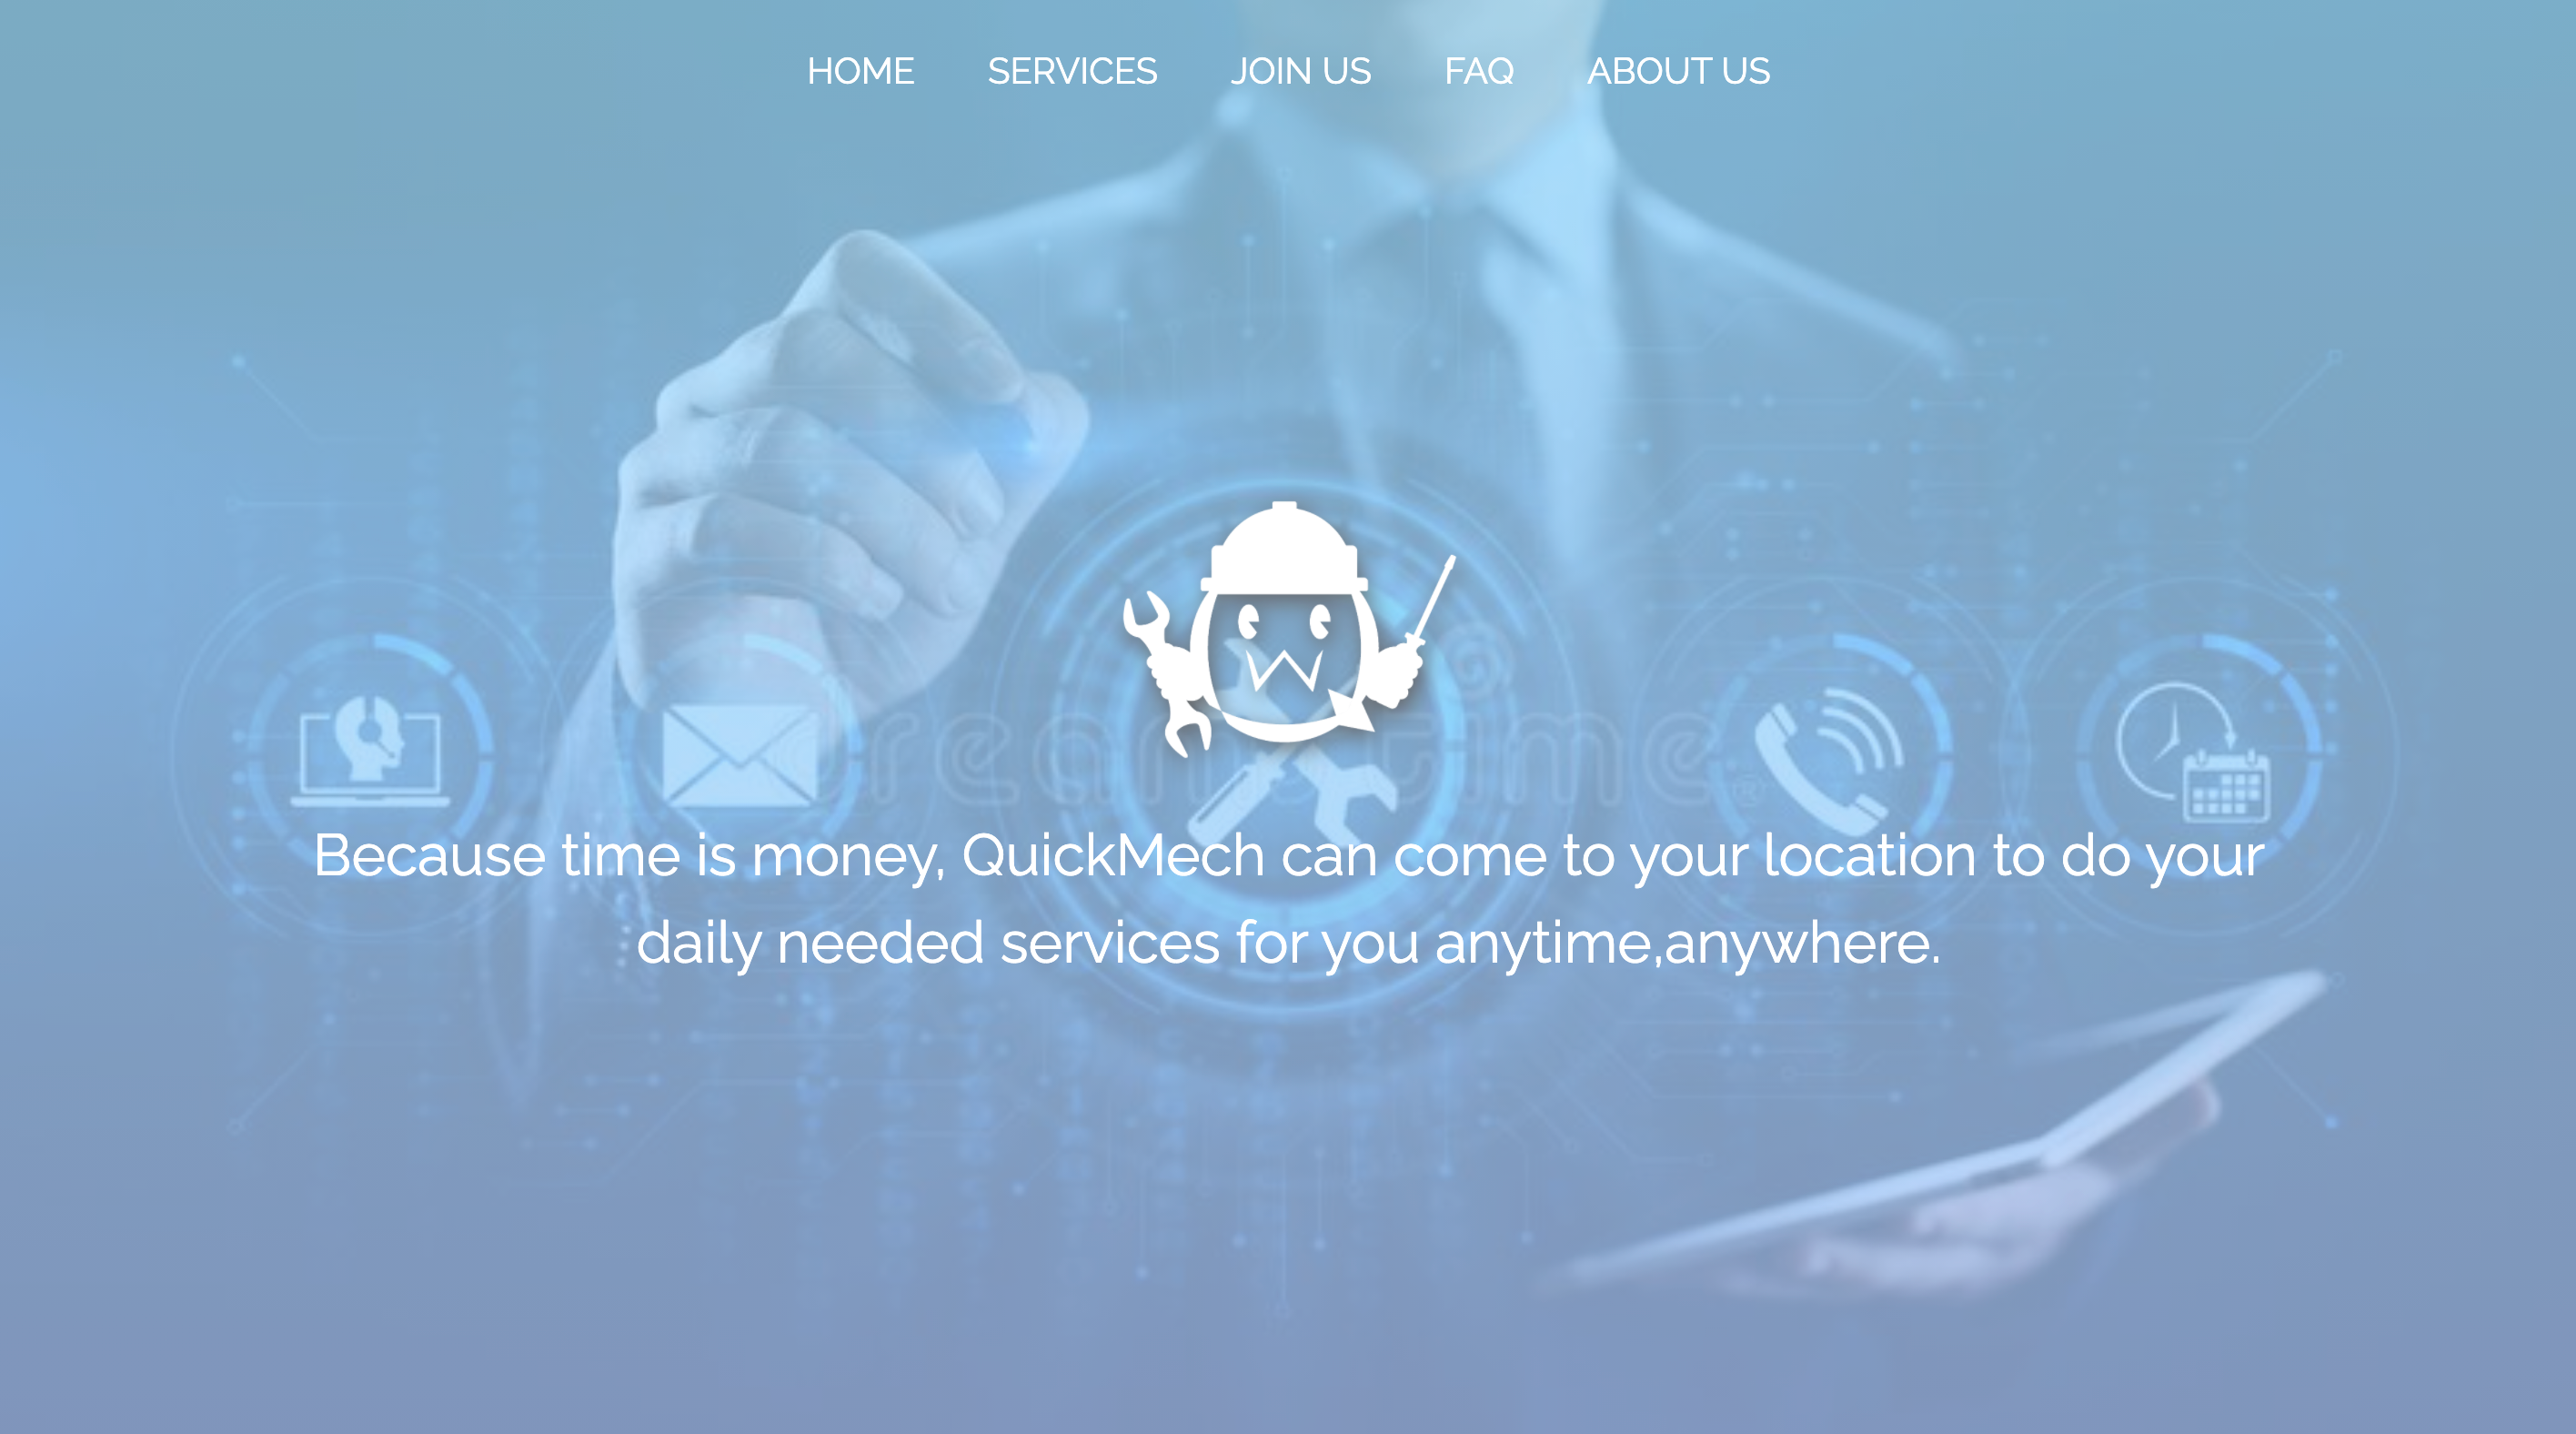 HOME SERVICES JOIN US FAQ ABOUT US
dreamstime
Because time is money, QuickMech can come to your location to do your
daily needed services for you anytime,anywhere.